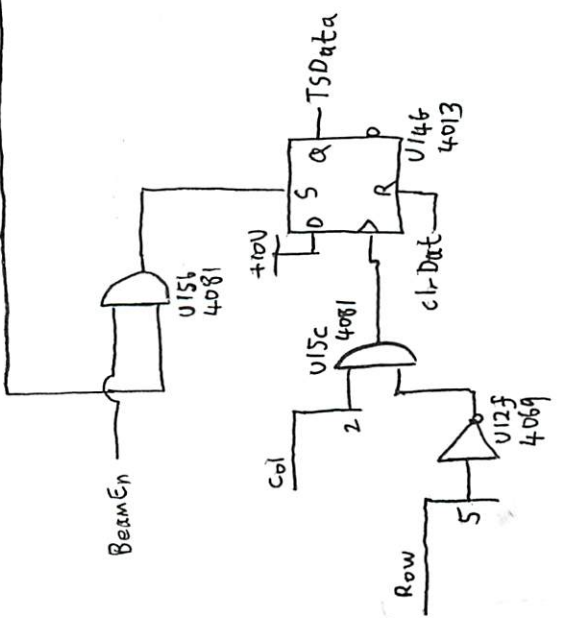 BeamEn
U15b
4081
+10V
Col
2
U15c
4081
D
S
Q
TSData
R
U14b
4013
clrDat
Row
5
U12f
4069